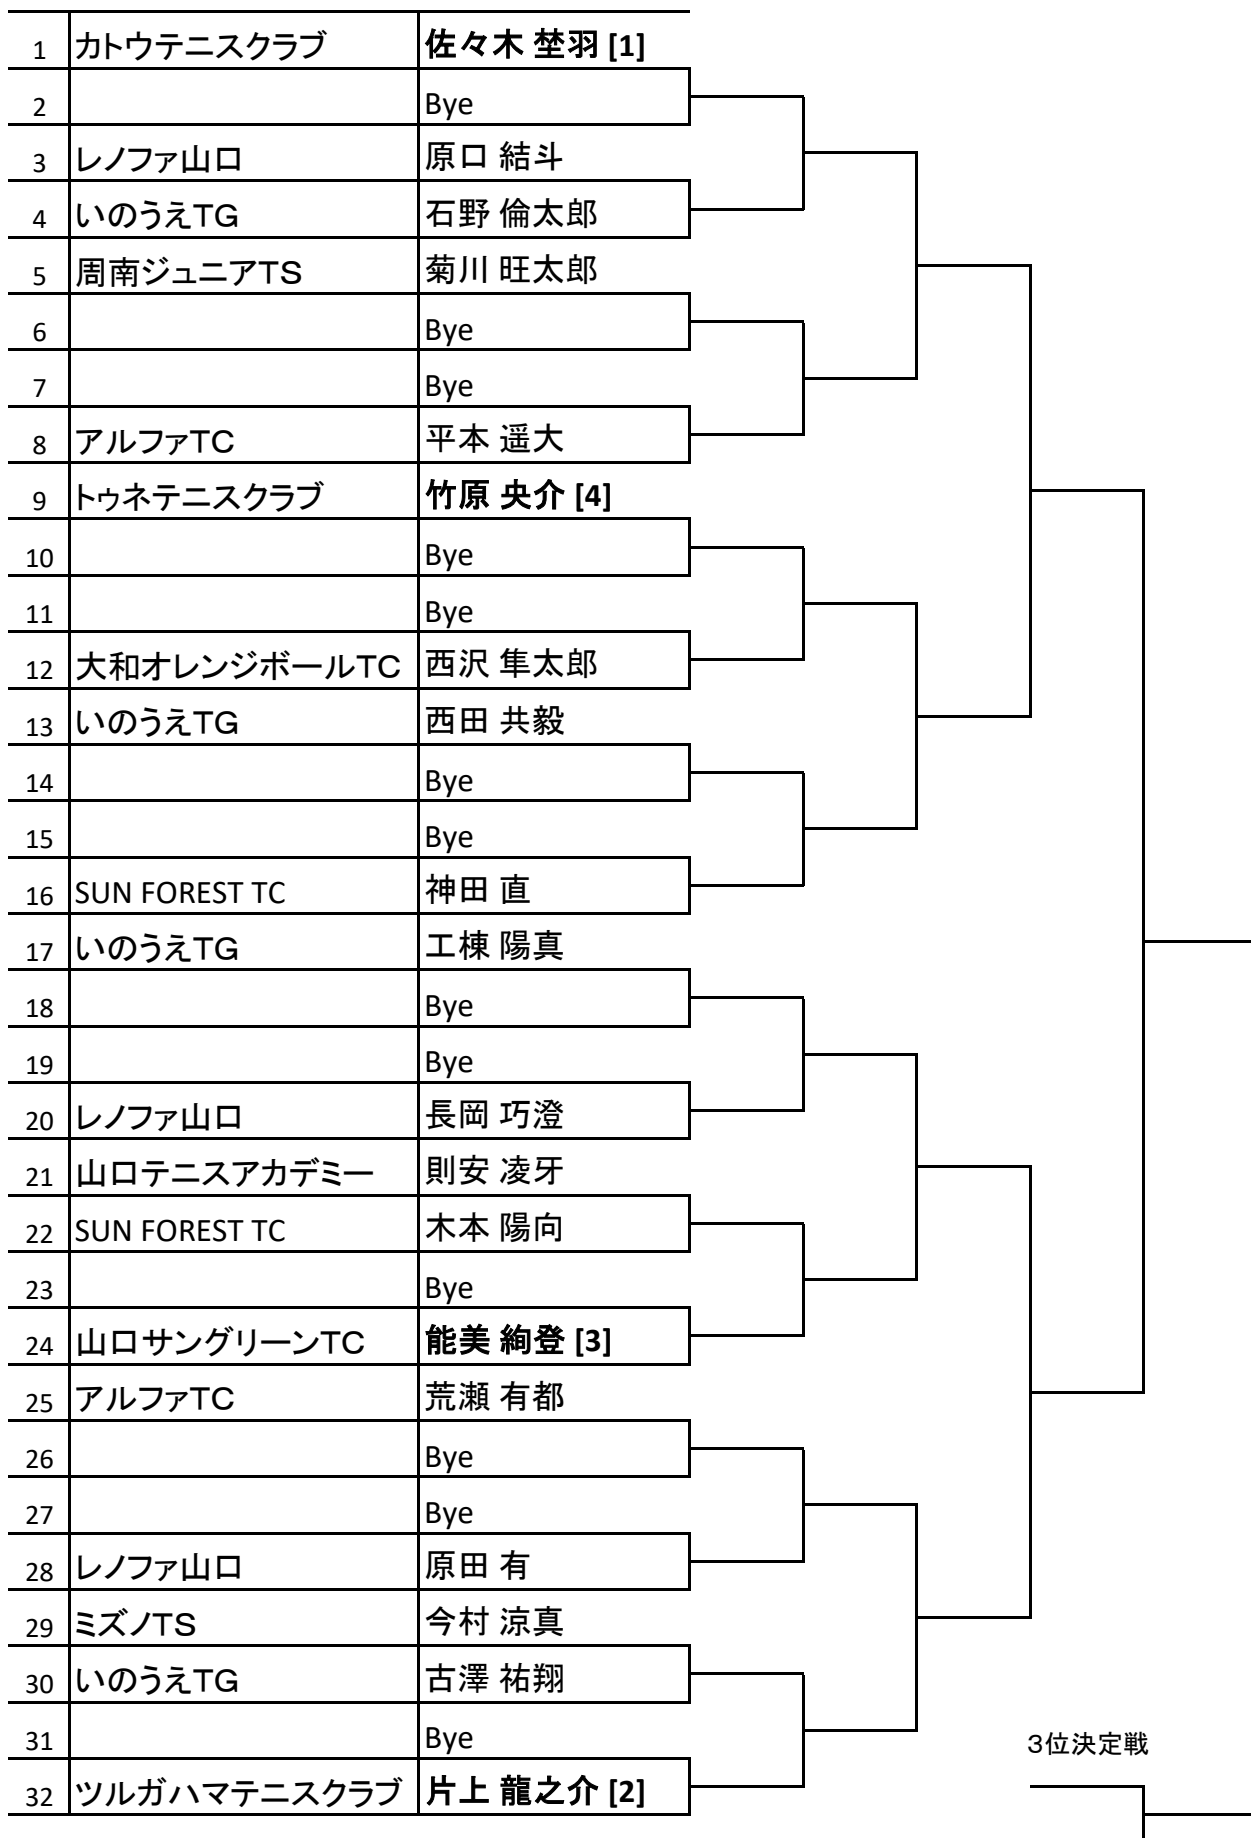 1 カトウテニスクラブ 佐々木 埜羽 [1]
2 Bye
3 レノファ山口 原口 結斗
4 いのうえTG 石野 倫太郎
5 周南ジュニアTS 菊川 旺太郎
6 Bye
7 Bye
8 アルファTC 平本 遥大
9 トゥネテニスクラブ 竹原 央介 [4]
10 Bye
11 Bye
12 大和オレンジボールTC 西沢 隼太郎
13 いのうえTG 西田 共毅
14 Bye
15 Bye
16 SUN FOREST TC 神田 直
17 いのうえTG 工棟 陽真
18 Bye
19 Bye
20 レノファ山口 長岡 巧澄
21 山口テニスアカデミー 則安 凌牙
22 SUN FOREST TC 木本 陽向
23 Bye
24 山口サングリーンTC 能美 絢登 [3]
25 アルファTC 荒瀬 有都
26 Bye
27 Bye
28 レノファ山口 原田 有
29 ミズノTS 今村 涼真
30 いのうえTG 古澤 祐翔
31 Bye
3位決定戦
32 ツルガハマテニスクラブ 片上 龍之介 [2]